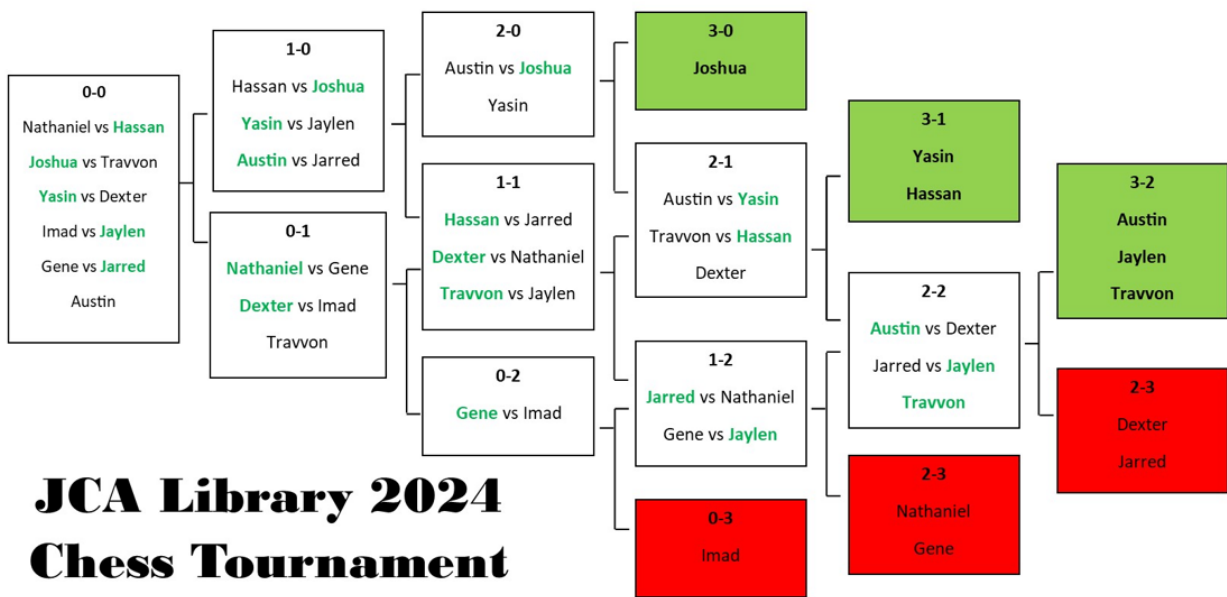 0-0
Nathaniel vs Hassan
Joshua vs Travvon
Yasin vs Dexter
Imad vs Jaylen
Gene vs Jarred
Austin
1-0
Hassan vs Joshua
Yasin vs Jaylen
Austin vs Jarred
0-1
Nathaniel vs Gene
Dexter vs Imad
Travvon
2-0
Austin vs Joshua
Yasin
1-1
Hassan vs Jarred
Dexter vs Nathaniel
Travvon vs Jaylen
0-2
Gene vs Imad
3-0
Joshua
2-1
Austin vs Yasin
Travvon vs Hassan
Dexter
1-2
Jarred vs Nathaniel
Gene vs Jaylen
0-3
Imad
3-1
Yasin
Hassan
2-2
Austin vs Dexter
Jarred vs Jaylen
Travvon
2-3
Nathaniel
Gene
3-2
Austin
Jaylen
Travvon
2-3
Dexter
Jarred
JCA Library 2024
Chess Tournament